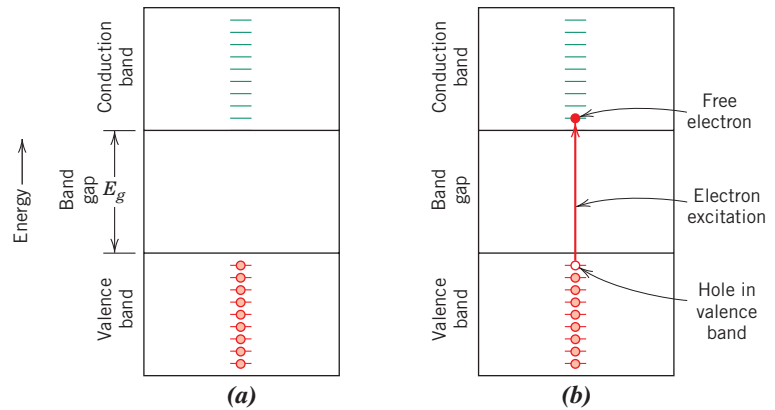 Energy
Conduction
band
Band
gap
E_g
Valence
band
(a)
Conduction
band
Band
gap
Valence
band
Free
electron
Electron
excitation
Hole in
valence
band
(b)